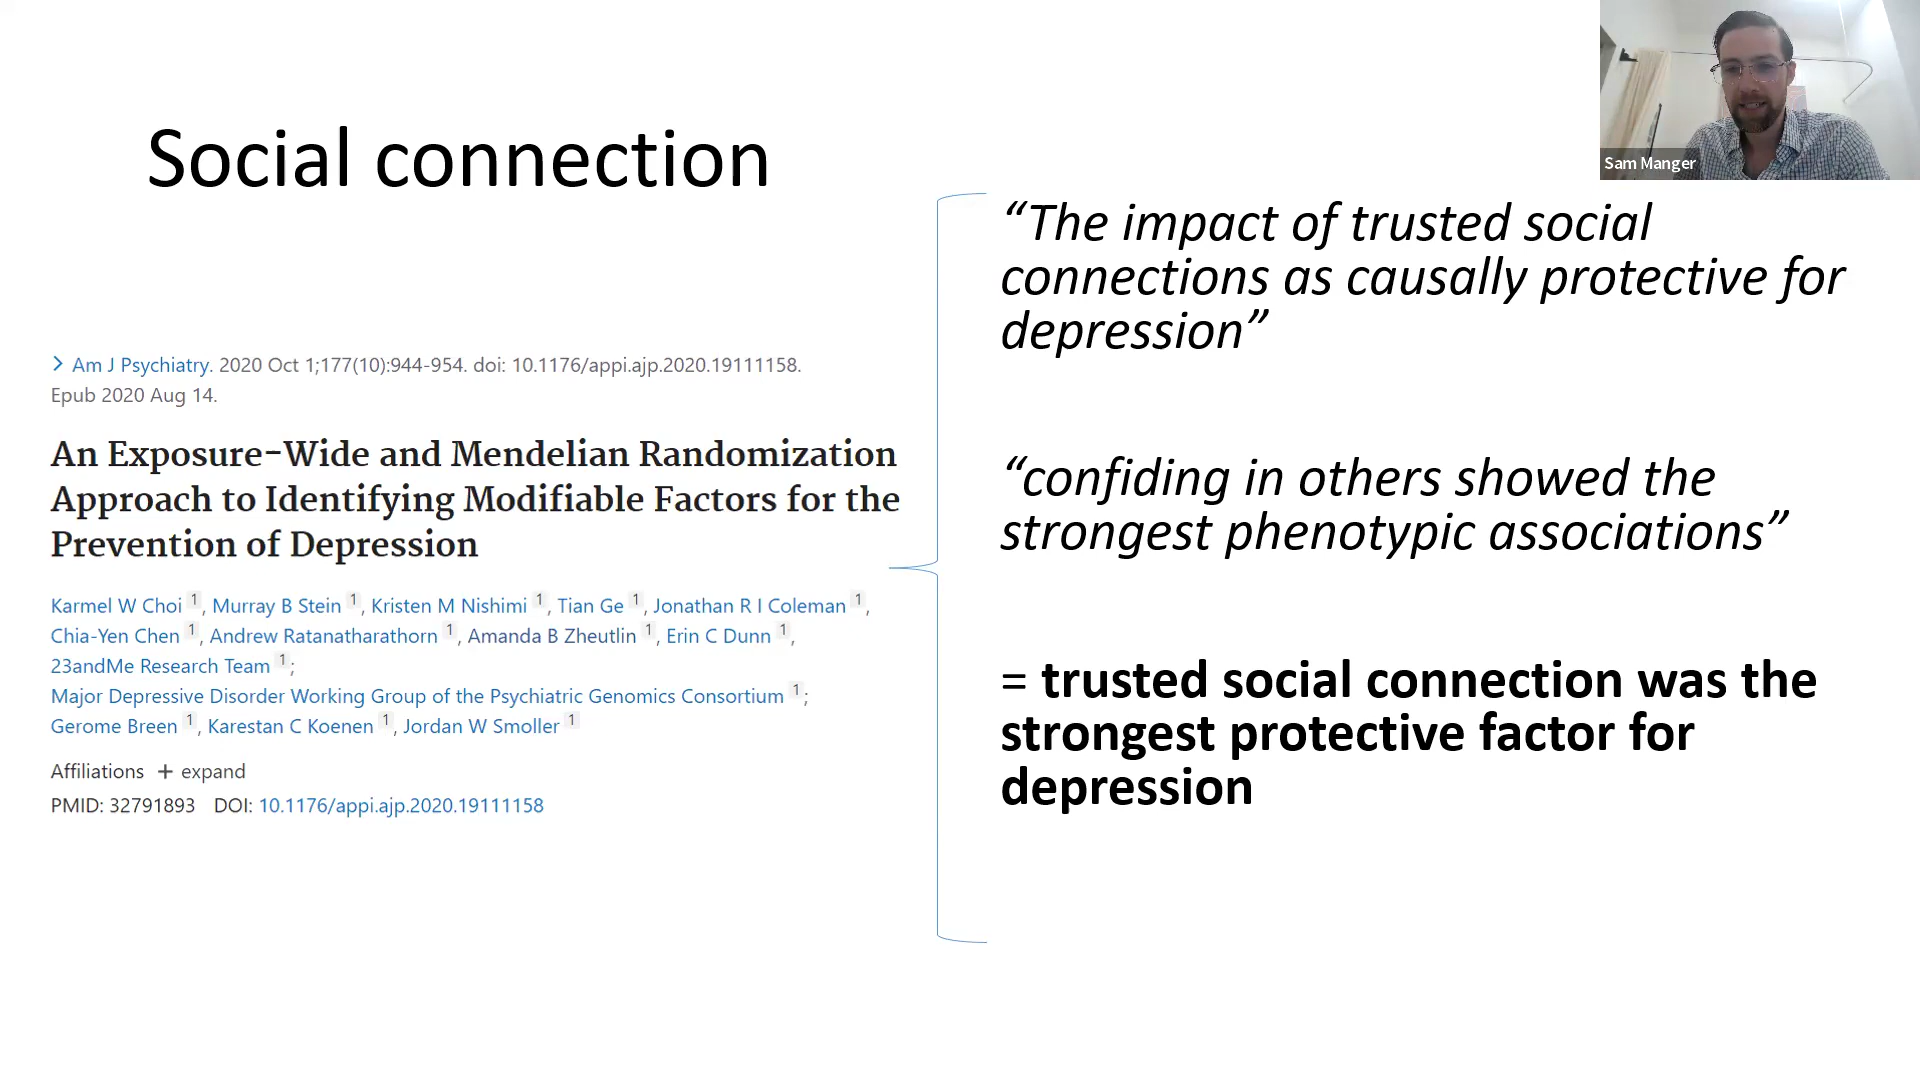 Social connection
Sam Manger
“The impact of trusted social
connections as causally protective for
depression”
“confiding in others showed the
strongest phenotypic associations”
= trusted social connection was the
strongest protective factor for
depression
Am J Psychiatry. 2020 Oct 1;177(10):944-954. doi: 10.1176/appi.ajp.2020.19111158.
Epub 2020 Aug 14.
An Exposure-Wide and Mendelian Randomization
Approach to Identifying Modifiable Factors for the
Prevention of Depression
Karmel W Choi 1, Murray B Stein 1, Kristen M Nishimi 1, Tian Ge 1, Jonathan R I Coleman 1,
Chia-Yen Chen 1, Andrew Ratanatharathorn 1, Amanda B Zheutlin 1, Erin C Dunn 1,
23andMe Research Team 1;
Major Depressive Disorder Working Group of the Psychiatric Genomics Consortium 1;
Gerome Breen 1, Karestan C Koenen 1, Jordan W Smoller 1
Affiliations + expand
PMID: 32791893 DOI: 10.1176/appi.ajp.2020.19111158